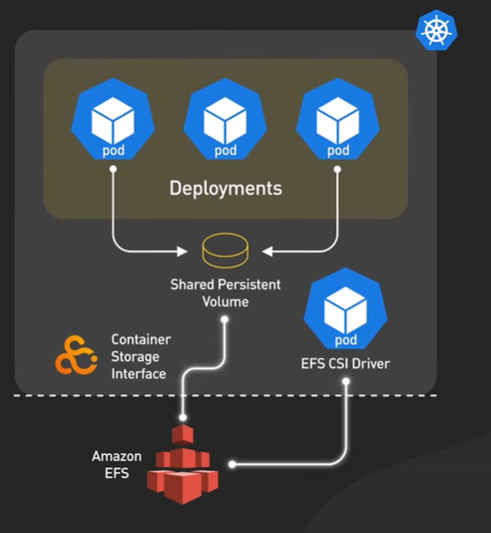 pod
pod
pod
Deployments
Shared Persistent
Volume
pod
EFS CSI Driver
Container
Storage
Interface
Amazon
EFS